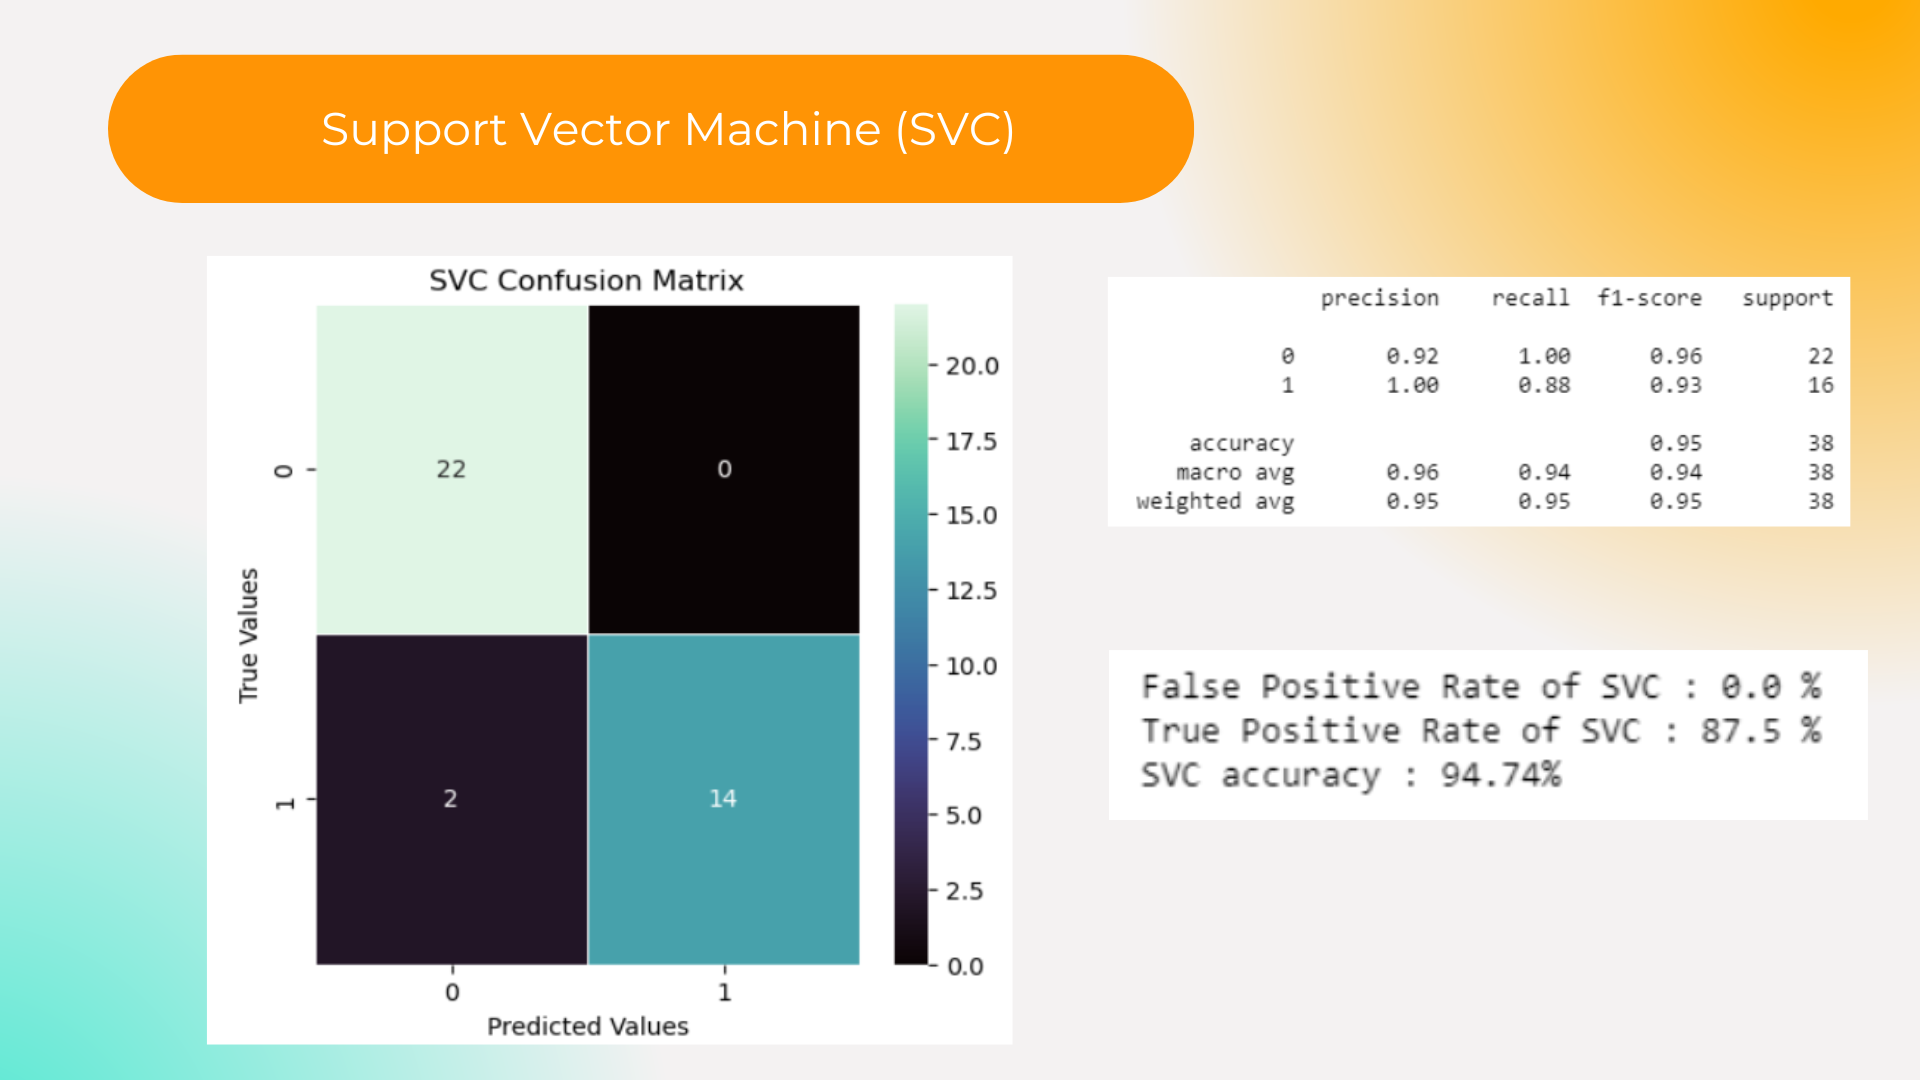 Support Vector Machine (SVC)
SVC Confusion Matrix
True Values
0
1
22
0
2
14
0
1
Predicted Values
20.0
17.5
15.0
12.5
10.0
7.5
5.0
2.5
0.0
precision recall f1-score support
0 0.92 1.00 0.96 22
1 1.00 0.88 0.93 16
accuracy 0.95 38
macro avg 0.96 0.94 0.94 38
weighted avg 0.95 0.95 0.95 38
False Positive Rate of SVC : 0.0 %
True Positive Rate of SVC : 87.5 %
SVC accuracy : 94.74%